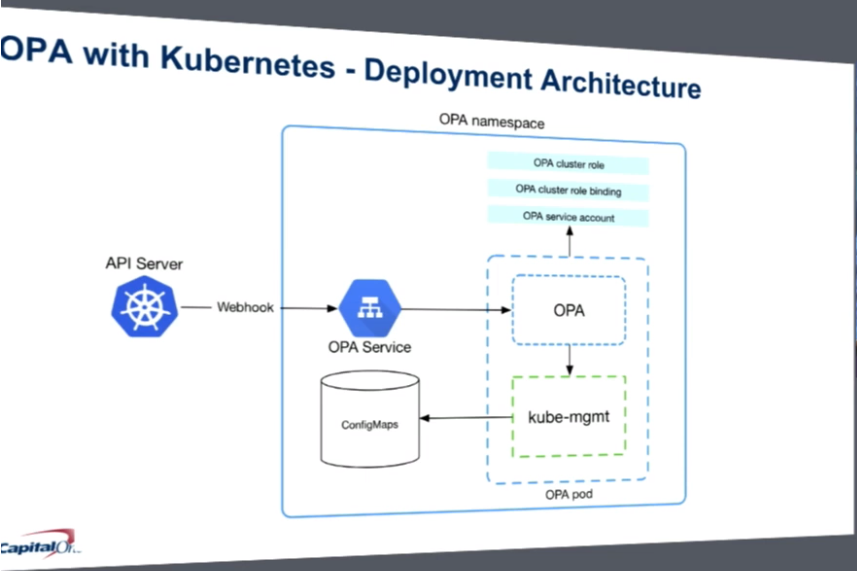 OPA with Kubernetes - Deployment Architecture
OPA namespace
OPA cluster role
OPA cluster role binding
OPA service account
API Server
Webhook
OPA Service
OPA
ConfigMaps
kube-mgmt
OPA pod